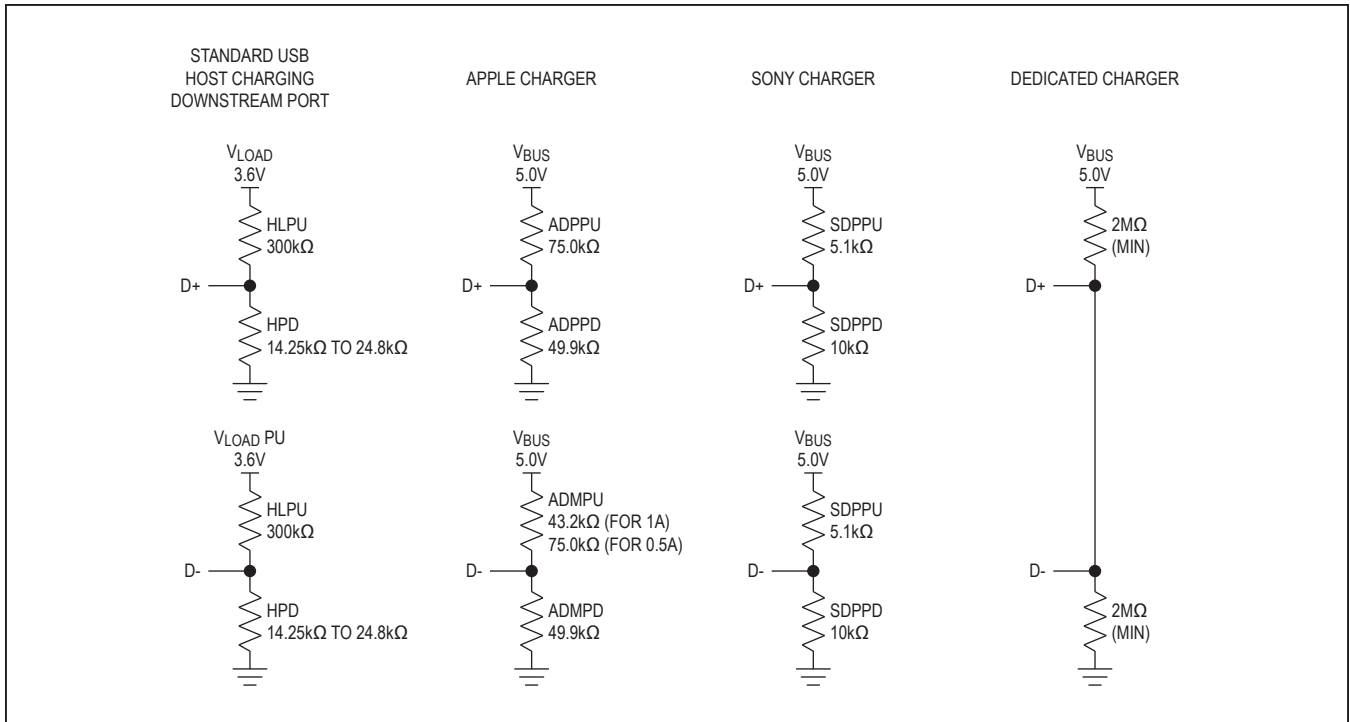 STANDARD USB
HOST CHARGING
DOWNSTREAM PORT
VLOAD
3.6V
HLPU
300kΩ
D+
HPD
14.25kΩ TO 24.8kΩ
VLOAD PU
3.6V
HLPU
300kΩ
D-
HPD
14.25kΩ TO 24.8kΩ
APPLE CHARGER
VBUS
5.0V
ADPPU
75.0kΩ
D+
ADPPD
49.9kΩ
VBUS
5.0V
ADMPU
43.2kΩ (FOR 1A)
75.0kΩ (FOR 0.5A)
D-
ADMPD
49.9kΩ
SONY CHARGER
VBUS
5.0V
SDPPU
5.1kΩ
D+
SDPPD
10kΩ
VBUS
5.0V
SDPPU
5.1kΩ
D-
SDPPD
10kΩ
DEDICATED CHARGER
VBUS
5.0V
2MΩ
(MIN)
D+
D-
2MΩ
(MIN)